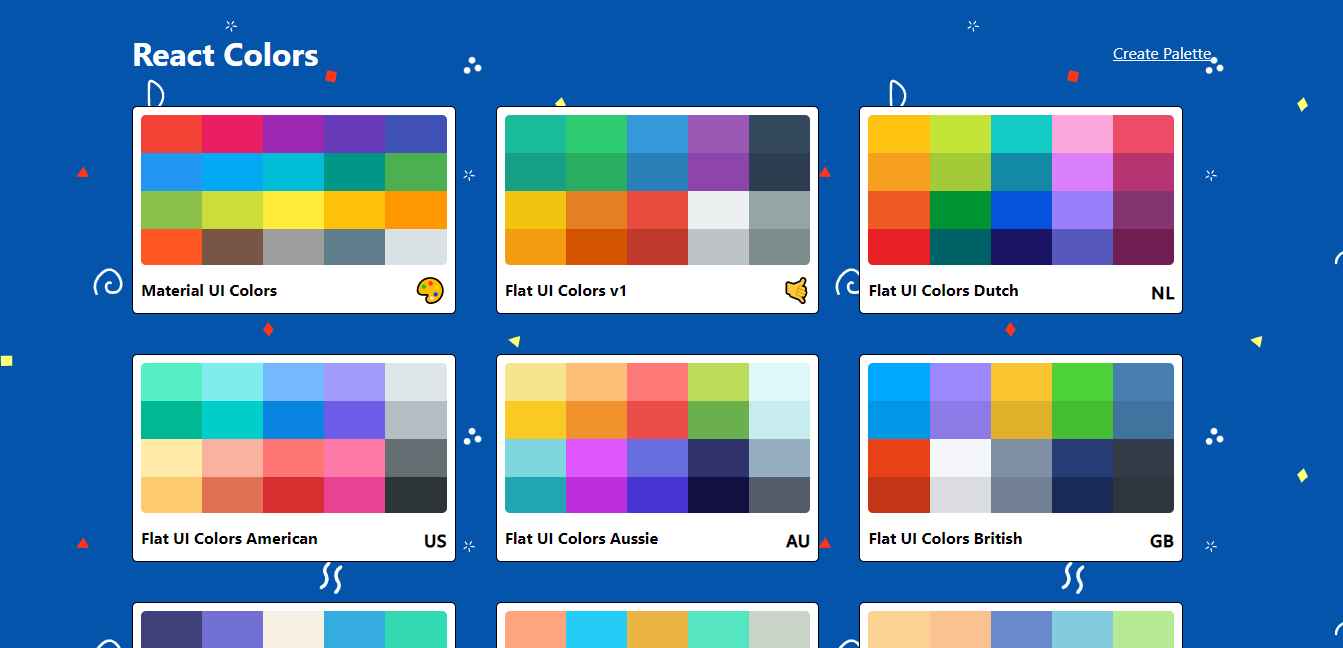 React Colors
Create Palette
Material UI Colors
Flat UI Colors v1
Flat UI Colors Dutch
NL
Flat UI Colors American
US
Flat UI Colors Aussie
AU
Flat UI Colors British
GB